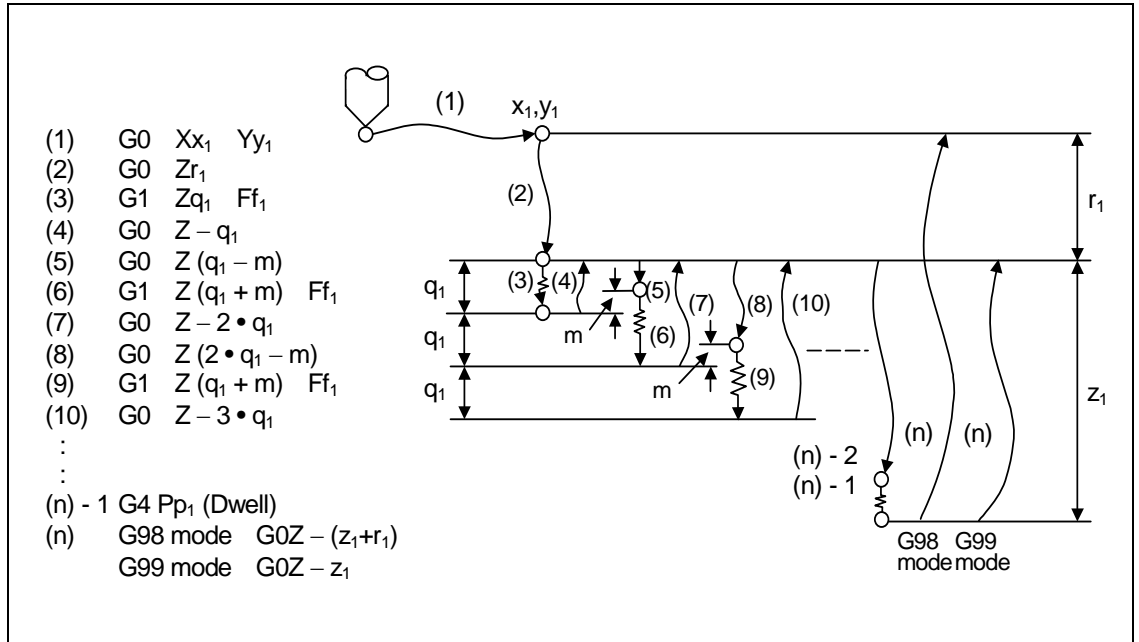 (1) G0 Xx₁ Yy₁
(2) G0 Zr₁
(3) G1 Zq₁ Ff₁
(4) G0 Z – q₁
(5) G0 Z (q₁ – m)
(6) G1 Z (q₁ + m) Ff₁
(7) G0 Z – 2 • q₁
(8) G0 Z (2 • q₁ – m)
(9) G1 Z (q₁ + m) Ff₁
(10) G0 Z – 3 • q₁
:
:
(n) - 1 G4 Pp₁ (Dwell)
(n) G98 mode G0Z – (z₁+r₁)
G99 mode G0Z – z₁
(1)
x₁,y₁
(2)
r₁
q₁
(3)
(4)
(5)
(7)
(8)
(10)
q₁
m
(6)
q₁
m
(9)
z₁
(n) - 2
(n) - 1
(n)
(n)
G98 mode
G99 mode